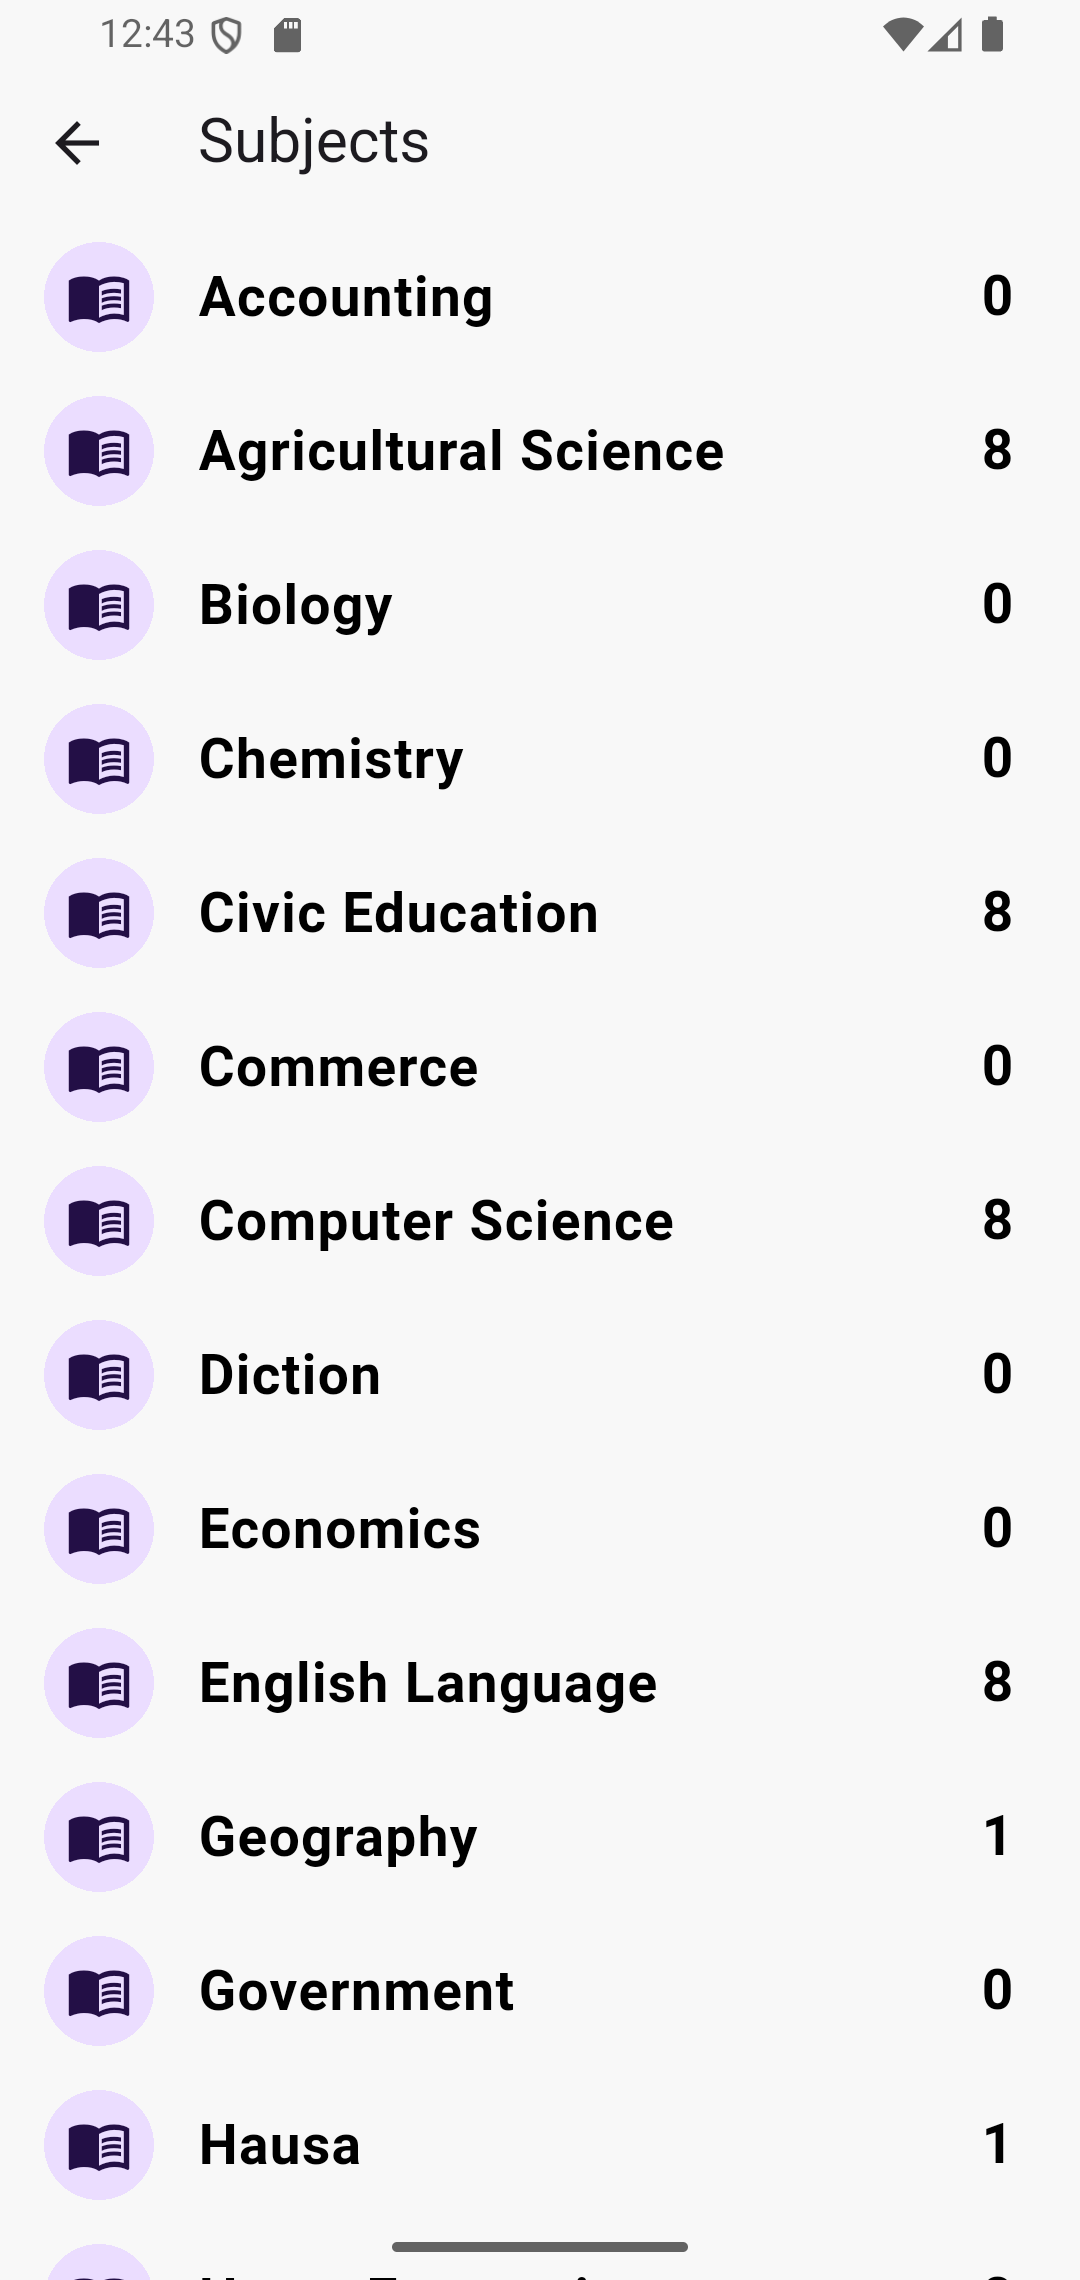 12:43
Subjects
Accounting 0
Agricultural Science 8
Biology 0
Chemistry 0
Civic Education 8
Commerce 0
Computer Science 8
Diction 0
Economics 0
English Language 8
Geography 1
Government 0
Hausa 1